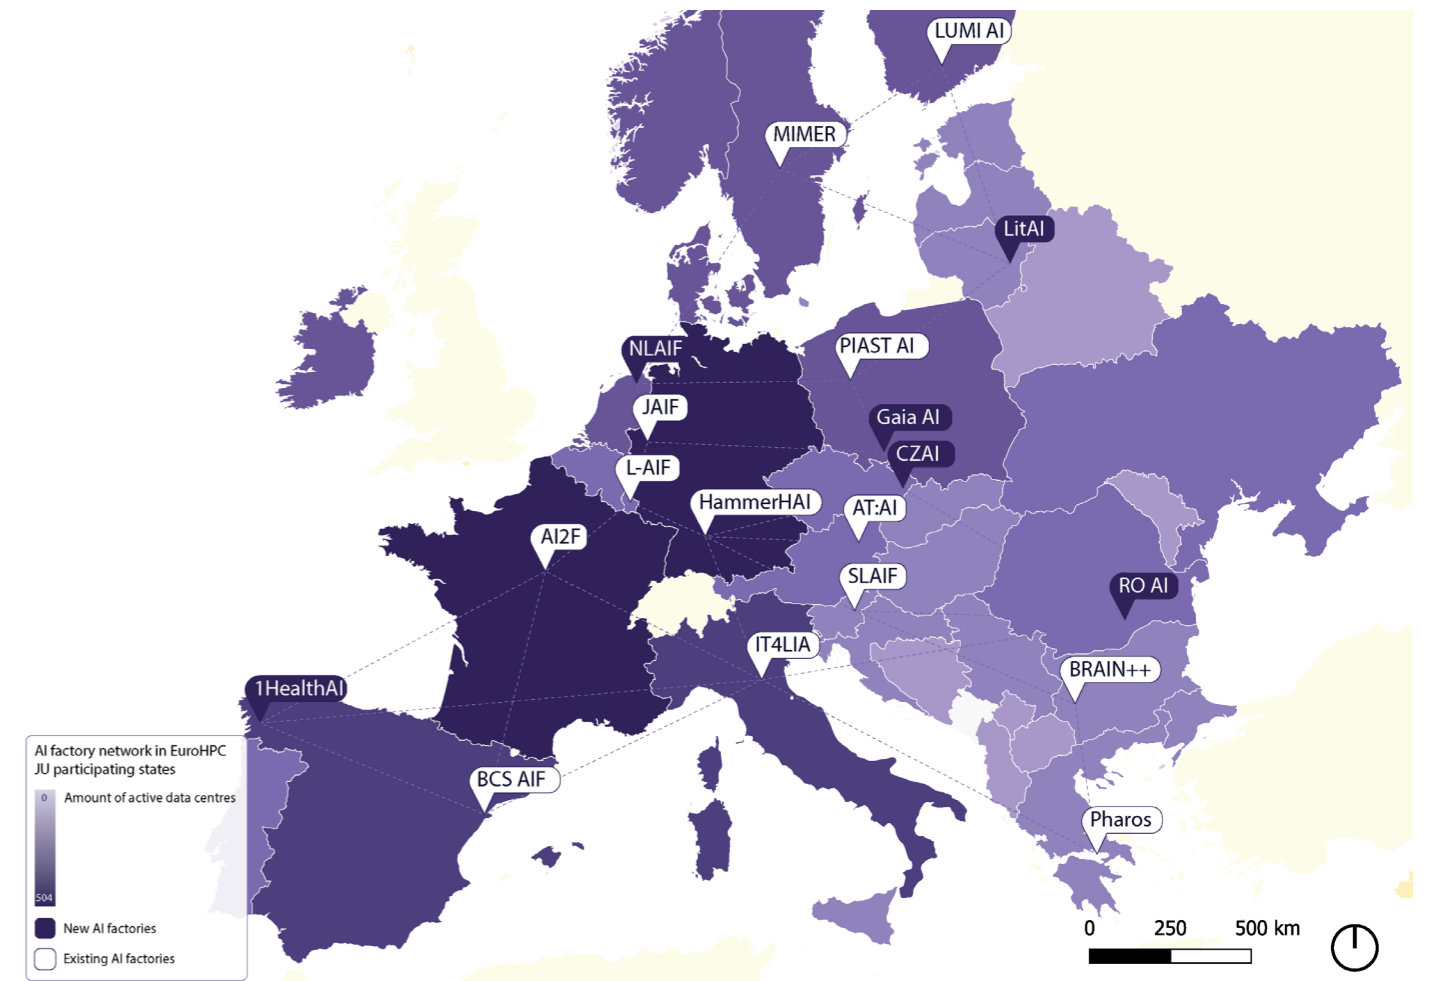 LUMI AI
MIMER
LitAI
NLAIF
PIAST AI
JAIF
Gaia AI
CZAI
L-AIF
HammerHAI
AT:AI
AI2F
SLAIF
RO AI
IT4LIA
BRAIN++
1HealthAI
BCS AIF
Pharos
AI factory network in EuroHPC
JU participating states
0
Amount of active data centres
504
New AI factories
Existing AI factories
0 250 500 km